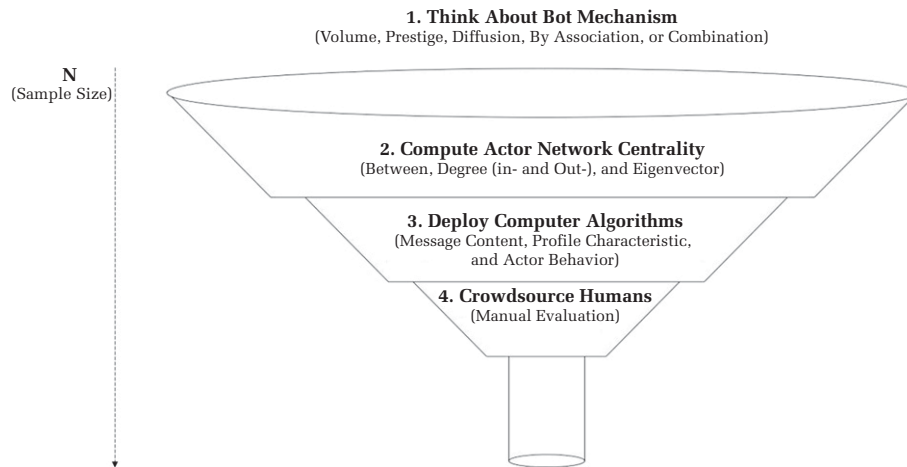 1. Think About Bot Mechanism
(Volume, Prestige, Diffusion, By Association, or Combination)
N
(Sample Size)
2. Compute Actor Network Centrality
(Between, Degree (in- and Out-), and Eigenvector)
3. Deploy Computer Algorithms
(Message Content, Profile Characteristic,
and Actor Behavior)
4. Crowdsource Humans
(Manual Evaluation)